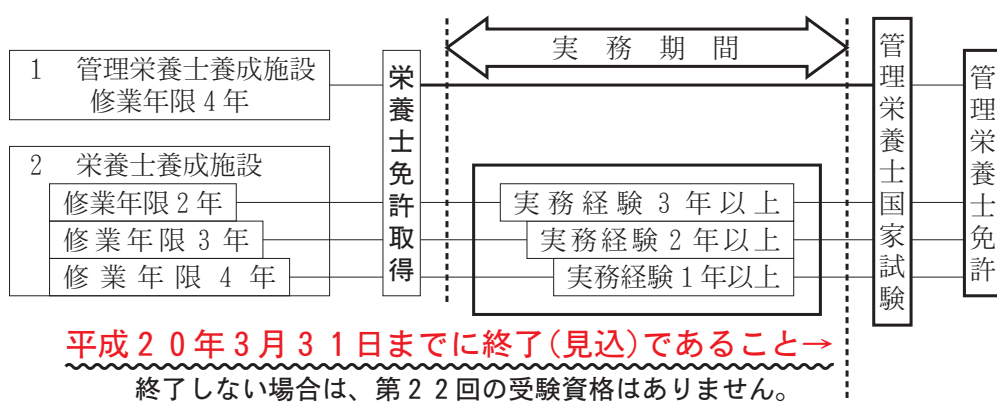 1 管理栄養士養成施設
修業年限4年
2 栄養士養成施設
修業年限2年
修業年限3年
修業年限4年
栄養士免許取得
実務期間
実務経験3年以上
実務経験2年以上
実務経験1年以上
管理栄養士国家試験
管理栄養士免許
平成20年3月31日までに終了(見込)であること→
終了しない場合は、第22回の受験資格はありません。